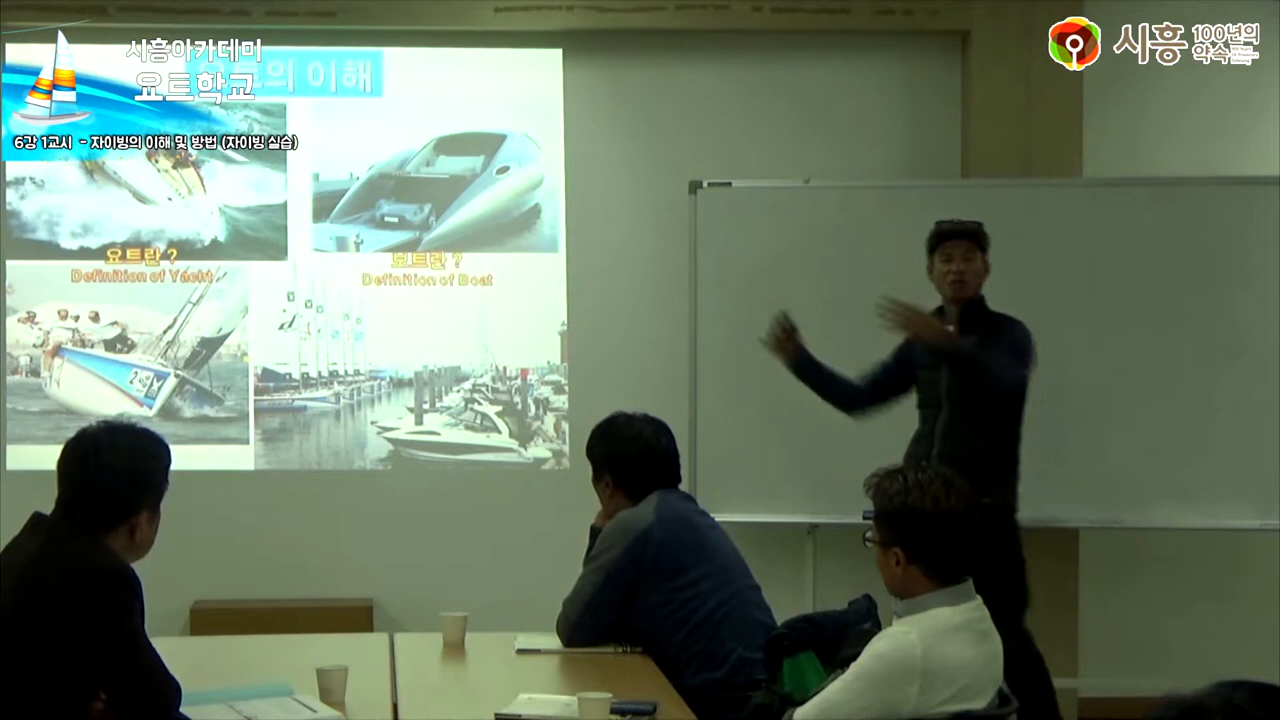 시흥아카데미
요트학교
6강 1교시 - 자이빙의 이해 및 방법 (자이빙 실습)
의 이해
시흥 100년의
약속
요트란 ?
Definition of Yacht
보트란 ?
Definition of Boat